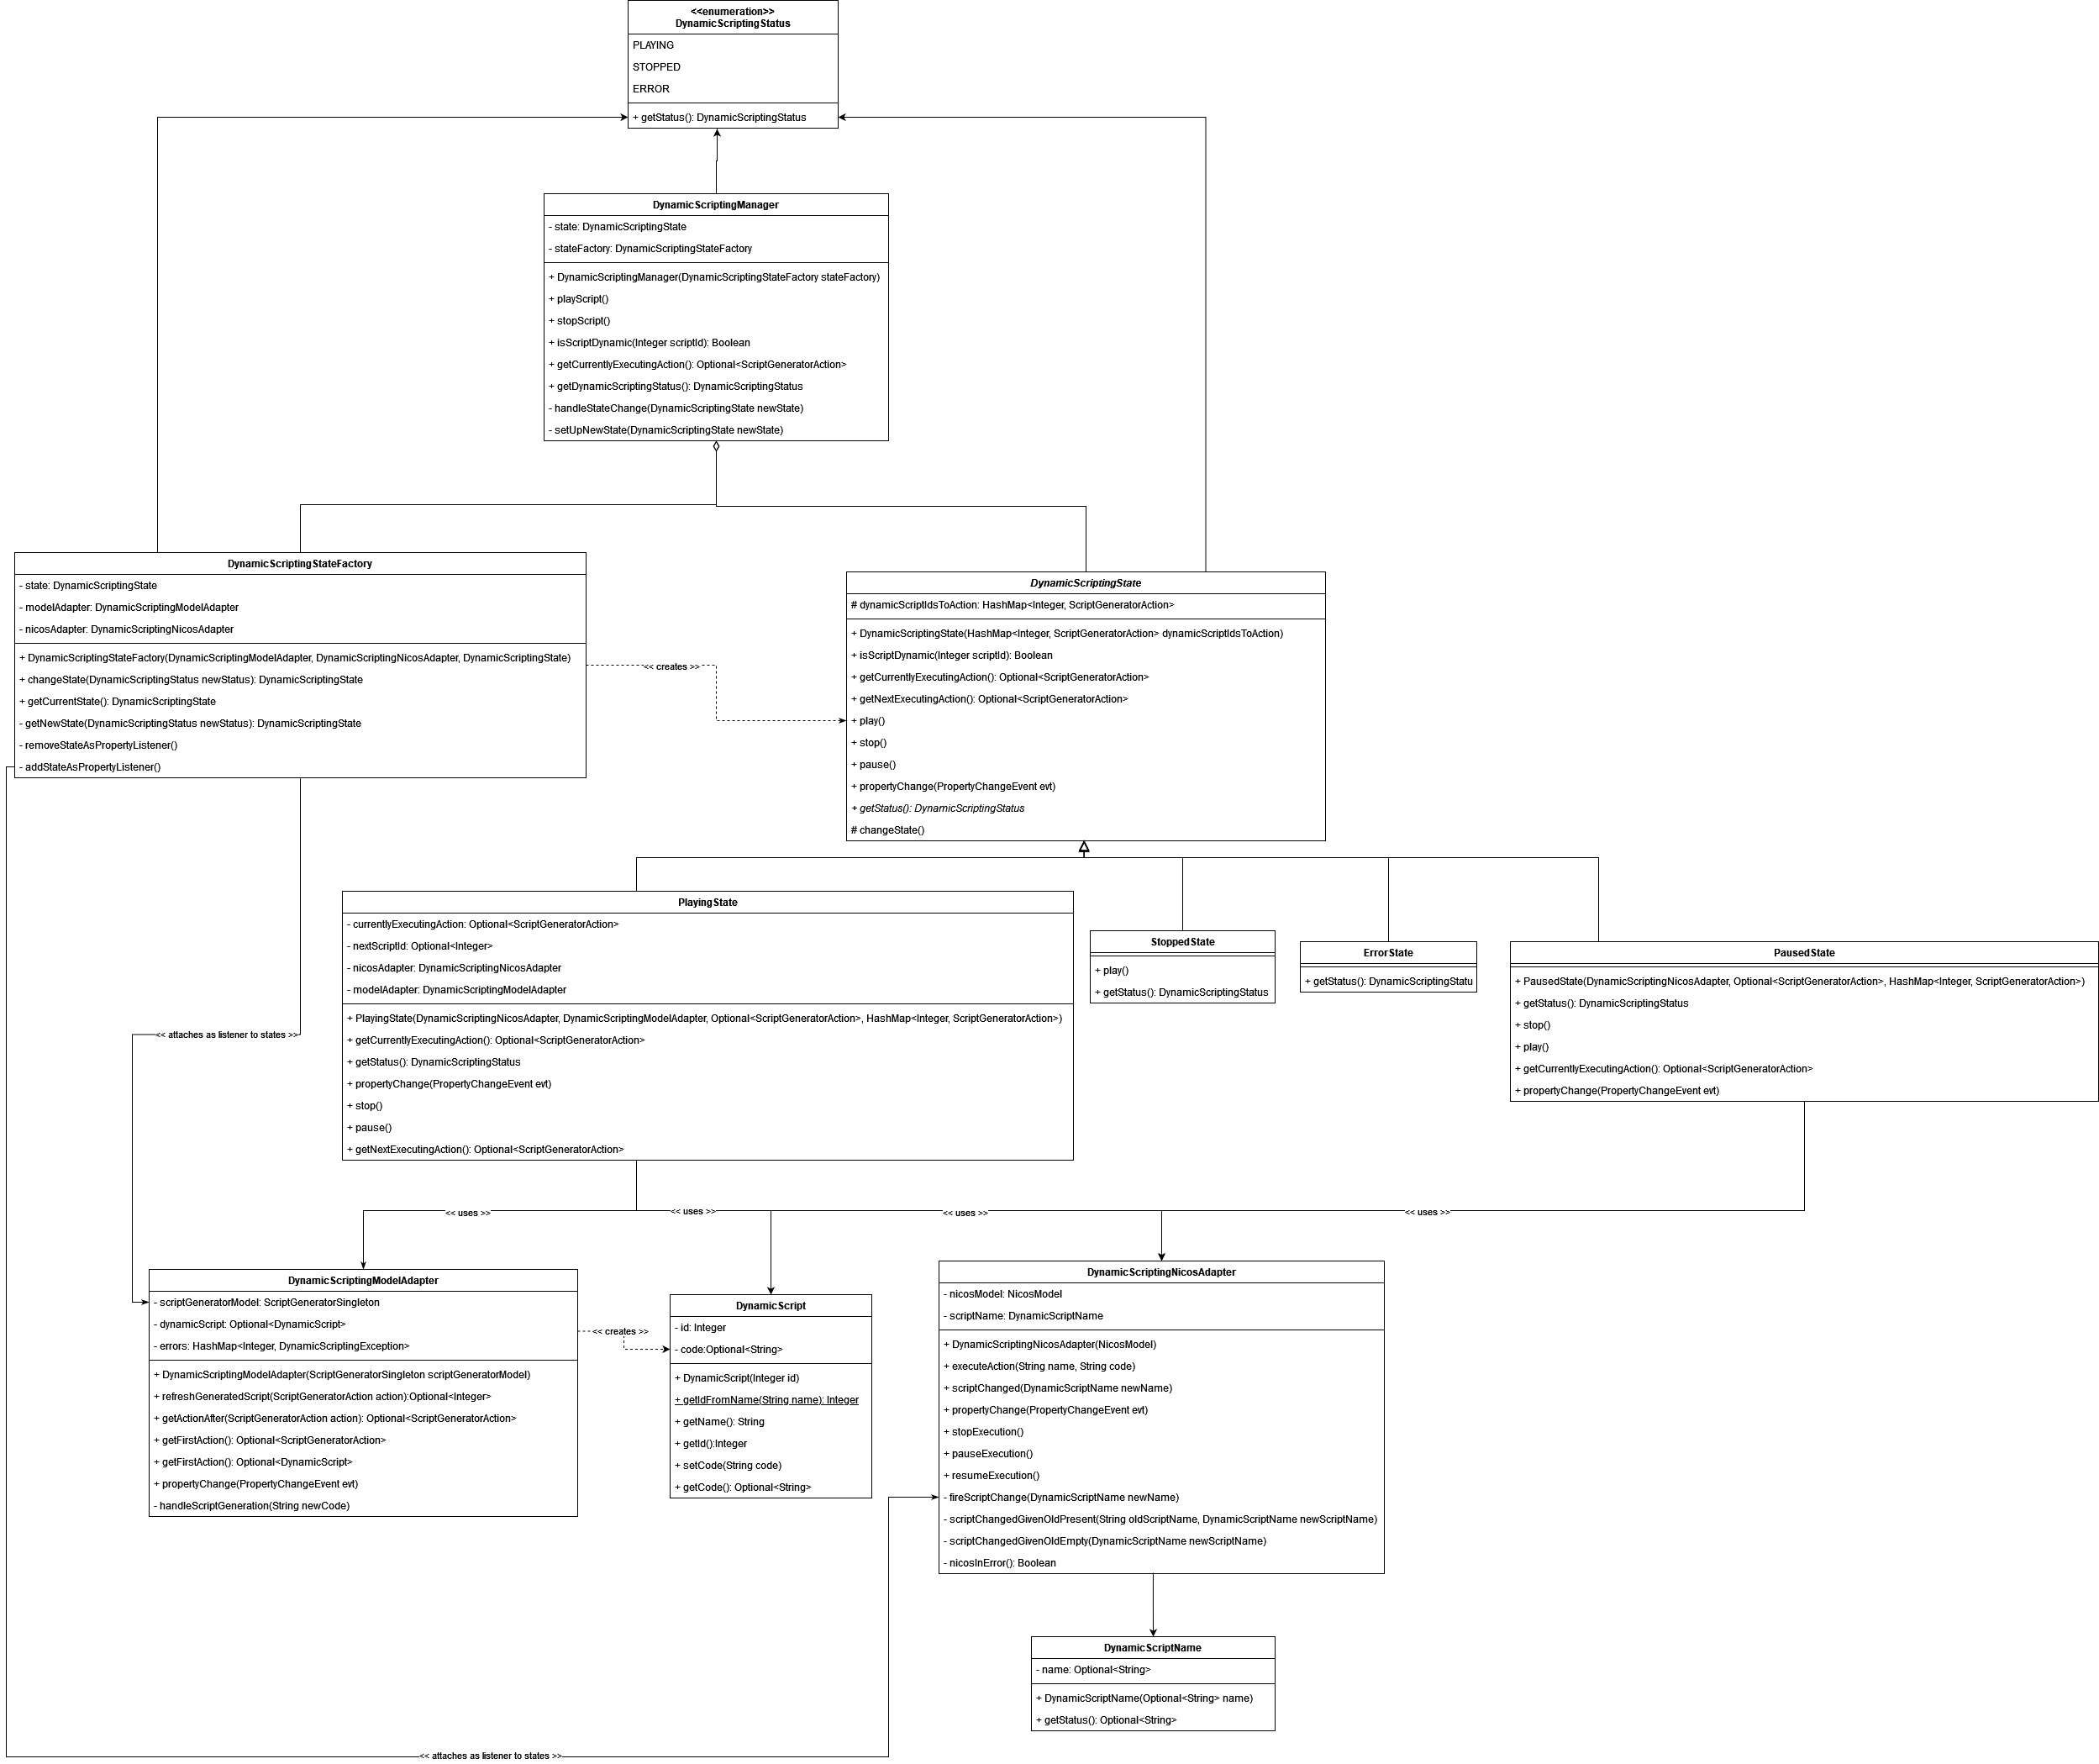 <<enumeration>>
DynamicScriptingStatus
PLAYING
STOPPED
ERROR
+ getStatus(): DynamicScriptingStatus
DynamicScriptingManager
- state: DynamicScriptingState
- stateFactory: DynamicScriptingStateFactory
+ DynamicScriptingManager(DynamicScriptingStateFactory stateFactory)
+ playScript()
+ stopScript()
+ isScriptDynamic(Integer scriptId): Boolean
+ getCurrentlyExecutingAction(): Optional<ScriptGeneratorAction>
+ getDynamicScriptingStatus(): DynamicScriptingStatus
- handleStateChange(DynamicScriptingState newState)
- setUpNewState(DynamicScriptingState newState)
DynamicScriptingStateFactory
- state: DynamicScriptingState
- modelAdapter: DynamicScriptingModelAdapter
- nicosAdapter: DynamicScriptingNicosAdapter
+ DynamicScriptingStateFactory(DynamicScriptingModelAdapter, DynamicScriptingNicosAdapter, DynamicScriptingState)
+ changeState(DynamicScriptingStatus newStatus): DynamicScriptingState
+ getCurrentState(): DynamicScriptingState
- getNewState(DynamicScriptingStatus newStatus): DynamicScriptingState
- removeStateAsPropertyListener()
- addStateAsPropertyListener()
<< creates >>
DynamicScriptingState
# dynamicScriptIdsToAction: HashMap<Integer, ScriptGeneratorAction>
+ DynamicScriptingState(HashMap<Integer, ScriptGeneratorAction> dynamicScriptIdsToAction)
+ isScriptDynamic(Integer scriptId): Boolean
+ getCurrentlyExecutingAction(): Optional<ScriptGeneratorAction>
+ getNextExecutingAction(): Optional<ScriptGeneratorAction>
+ play()
+ stop()
+ pause()
+ propertyChange(PropertyChangeEvent evt)
+ getStatus(): DynamicScriptingStatus
# changeState()
PlayingState
- currentlyExecutingAction: Optional<ScriptGeneratorAction>
- nextScriptId: Optional<Integer>
- nicosAdapter: DynamicScriptingNicosAdapter
- modelAdapter: DynamicScriptingModelAdapter
+ PlayingState(DynamicScriptingNicosAdapter, DynamicScriptingModelAdapter, Optional<ScriptGeneratorAction>, HashMap<Integer, ScriptGeneratorAction>)
+ getCurrentlyExecutingAction(): Optional<ScriptGeneratorAction>
+ getStatus(): DynamicScriptingStatus
+ propertyChange(PropertyChangeEvent evt)
+ stop()
+ pause()
+ getNextExecutingAction(): Optional<ScriptGeneratorAction>
StoppedState
+ play()
+ getStatus(): DynamicScriptingStatus
ErrorState
+ getStatus(): DynamicScriptingStatu
PausedState
+ PausedState(DynamicScriptingNicosAdapter, Optional<ScriptGeneratorAction>, HashMap<Integer, ScriptGeneratorAction>)
+ getStatus(): DynamicScriptingStatus
+ stop()
+ play()
+ getCurrentlyExecutingAction(): Optional<ScriptGeneratorAction>
+ propertyChange(PropertyChangeEvent evt)
<< attaches as listener to states >>
<< uses >>
<< uses >>
<< uses >>
<< uses >>
DynamicScriptingModelAdapter
- scriptGeneratorModel: ScriptGeneratorSingleton
- dynamicScript: Optional<DynamicScript>
- errors: HashMap<Integer, DynamicScriptingException>
+ DynamicScriptingModelAdapter(ScriptGeneratorSingleton scriptGeneratorModel)
+ refreshGeneratedScript(ScriptGeneratorAction action):Optional<Integer>
+ getActionAfter(ScriptGeneratorAction action): Optional<ScriptGeneratorAction>
+ getFirstAction(): Optional<ScriptGeneratorAction>
+ getFirstAction(): Optional<DynamicScript>
+ propertyChange(PropertyChangeEvent evt)
- handleScriptGeneration(String newCode)
<< creates >>
DynamicScript
- id: Integer
- code:Optional<String>
+ DynamicScript(Integer id)
+ getIdFromName(String name): Integer
+ getName(): String
+ getId():Integer
+ setCode(String code)
+ getCode(): Optional<String>
DynamicScriptingNicosAdapter
- nicosModel: NicosModel
- scriptName: DynamicScriptName
+ DynamicScriptingNicosAdapter(NicosModel)
+ executeAction(String name, String code)
+ scriptChanged(DynamicScriptName newName)
+ propertyChange(PropertyChangeEvent evt)
+ stopExecution()
+ pauseExecution()
+ resumeExecution()
- fireScriptChange(DynamicScriptName newName)
- scriptChangedGivenOldPresent(String oldScriptName, DynamicScriptName newScriptName)
- scriptChangedGivenOldEmpty(DynamicScriptName newScriptName)
- nicosInError(): Boolean
DynamicScriptName
- name: Optional<String>
+ DynamicScriptName(Optional<String> name)
+ getStatus(): Optional<String>
<< attaches as listener to states >>